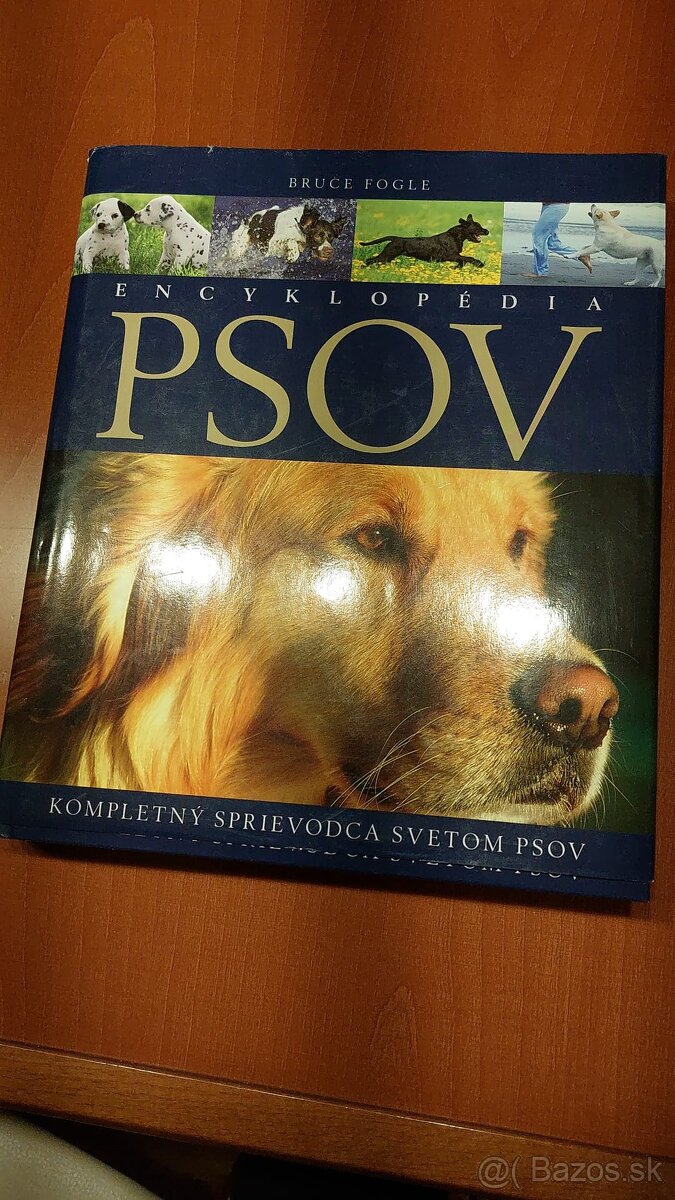 BRUCE FOGLE
ENCYKLOPÉDIA
PSOV
KOMPLETNÝ SPRIEVODCA SVETOM PSOV
@( Bazos.sk